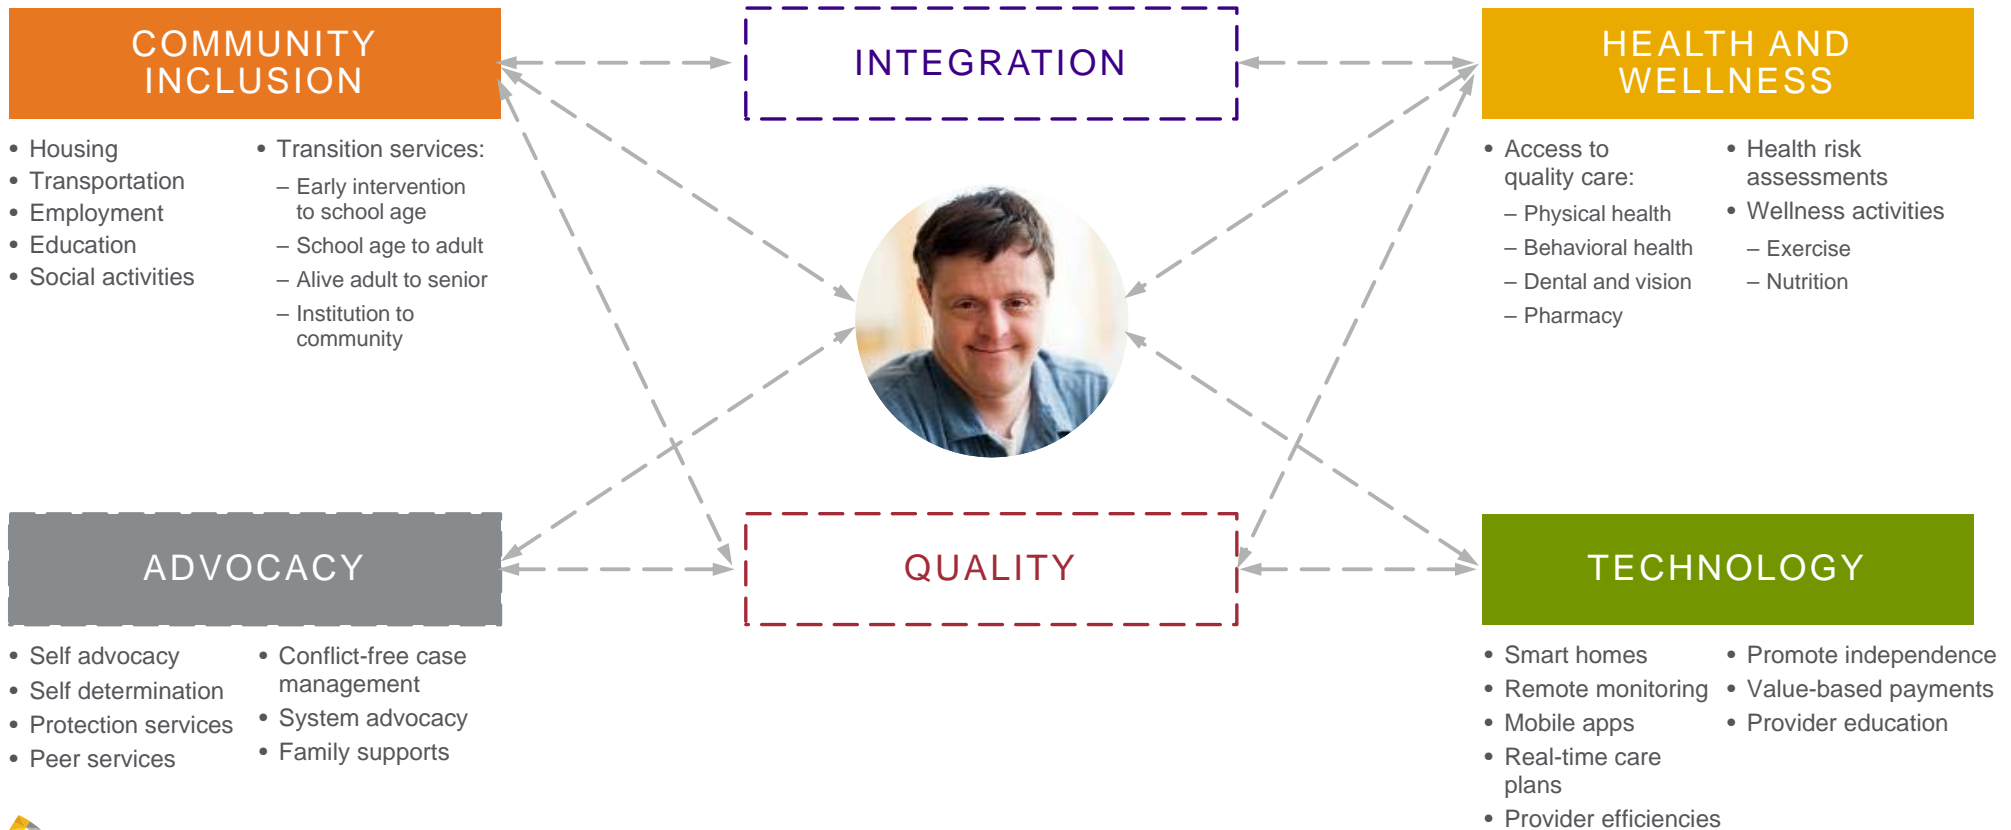 COMMUNITY
INCLUSION
INTEGRATION
HEALTH AND
WELLNESS
• Housing
• Transportation
• Employment
• Education
• Social activities
• Transition services:
– Early intervention
to school age
– School age to adult
– Alive adult to senior
– Institution to
community
• Access to
quality care:
– Physical health
– Behavioral health
– Dental and vision
– Pharmacy
• Health risk
assessments
• Wellness activities
– Exercise
– Nutrition
ADVOCACY
QUALITY
TECHNOLOGY
• Self advocacy
• Self determination
• Protection services
• Peer services
• Conflict-free case
management
• System advocacy
• Family supports
• Smart homes
• Remote monitoring
• Mobile apps
• Real-time care
plans
• Provider efficiencies
• Promote independence
• Value-based payments
• Provider education